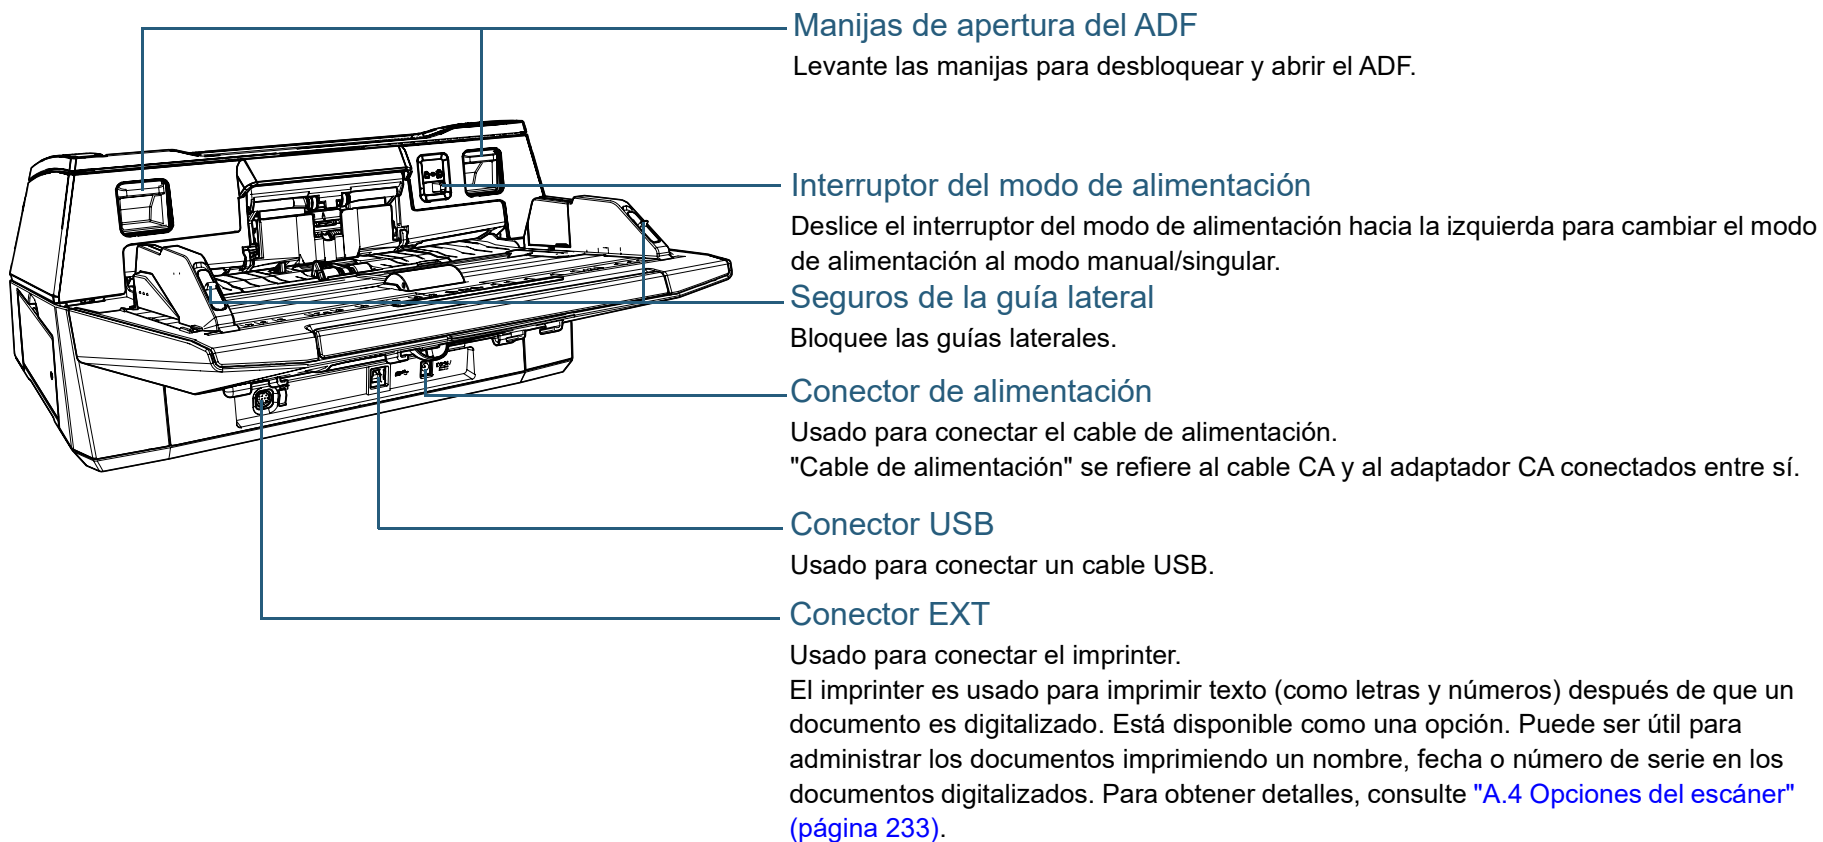 Manijas de apertura del ADF
Levante las manijas para desbloquear y abrir el ADF.
Interruptor del modo de alimentación
Deslice el interruptor del modo de alimentación hacia la izquierda para cambiar el modo
de alimentación al modo manual/singular.
Seguros de la guía lateral
Bloquee las guías laterales.
Conector de alimentación
Usado para conectar el cable de alimentación.
"Cable de alimentación" se refiere al cable CA y al adaptador CA conectados entre sí.
Conector USB
Usado para conectar un cable USB.
Conector EXT
Usado para conectar el imprinter.
El imprinter es usado para imprimir texto (como letras y números) después de que un
documento es digitalizado. Está disponible como una opción. Puede ser útil para
administrar los documentos imprimiendo un nombre, fecha o número de serie en los
documentos digitalizados. Para obtener detalles, consulte "A.4 Opciones del escáner"
(página 233).